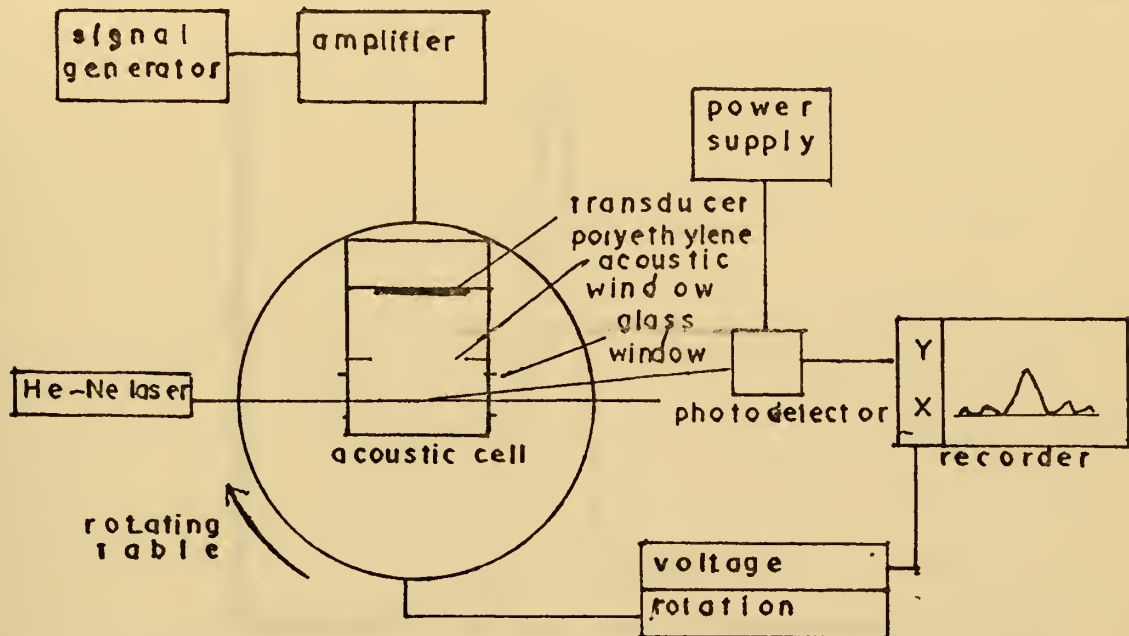 signal
generator
amplifier
power
supply
transducer
polyethylene
acoustic
window
glass
window
He-Ne laser
photodetector
Y
X
recorder
acoustic cell
rotating
table
voltage
rotation